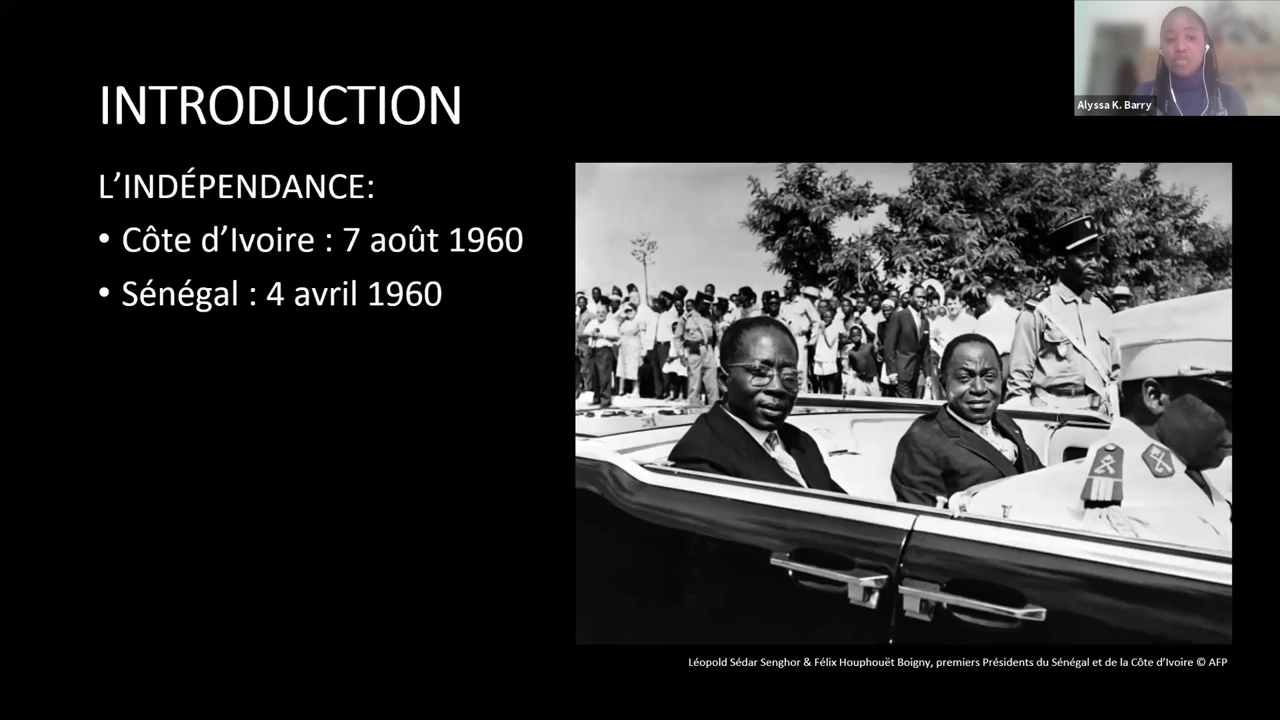 INTRODUCTION
L’INDÉPENDANCE:
• Côte d’Ivoire : 7 août 1960
• Sénégal : 4 avril 1960
Alyssa K. Barry
Léopold Sédar Senghor & Félix Houphouët Boigny, premiers Présidents du Sénégal et de la Côte d’Ivoire © AFP